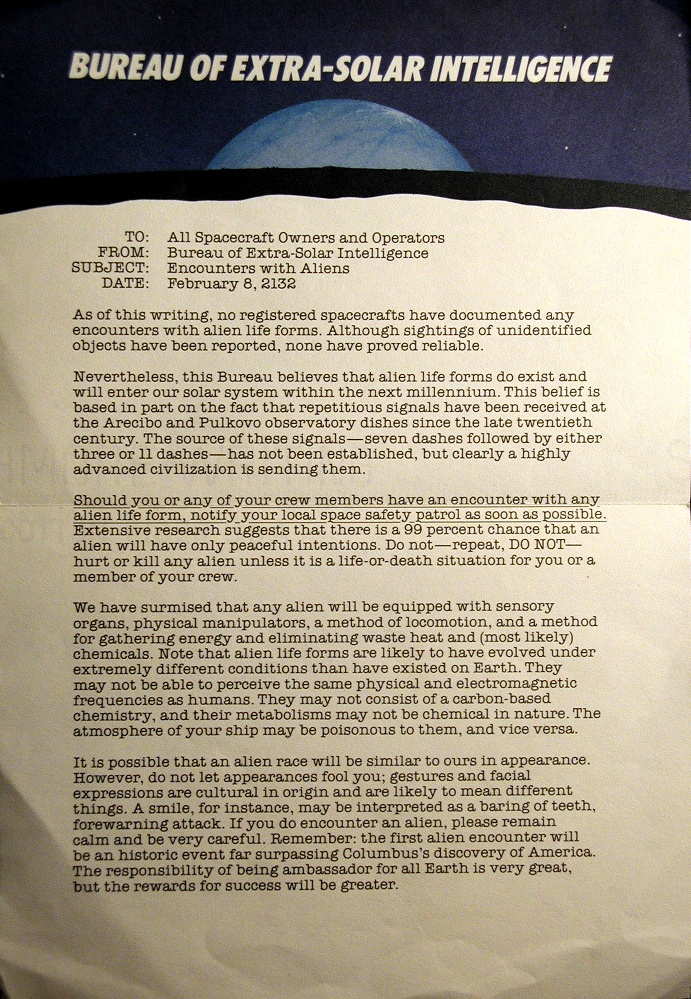 BUREAU OF EXTRA-SOLAR INTELLIGENCE
TO: All Spacecraft Owners and Operators
FROM: Bureau of Extra-Solar Intelligence
SUBJECT: Encounters with Aliens
DATE: February 8, 2132
As of this writing, no registered spacecrafts have documented any
encounters with alien life forms. Although sightings of unidentified
objects have been reported, none have proved reliable.
Nevertheless, this Bureau believes that alien life forms do exist and
will enter our solar system within the next millennium. This belief is
based in part on the fact that repetitious signals have been received at
the Arecibo and Pulkovo observatory dishes since the late twentieth
century. The source of these signals—seven dashes followed by either
three or 11 dashes—has not been established, but clearly a highly
advanced civilization is sending them.
Should you or any of your crew members have an encounter with any
alien life form, notify your local space safety patrol as soon as possible.
Extensive research suggests that there is a 99 percent chance that an
alien will have only peaceful intentions. Do not—repeat, DO NOT—
hurt or kill any alien unless it is a life-or-death situation for you or a
member of your crew.
We have surmised that any alien will be equipped with sensory
organs, physical manipulators, a method of locomotion, and a method
for gathering energy and eliminating waste heat and (most likely)
chemicals. Note that alien life forms are likely to have evolved under
extremely different conditions than have existed on Earth. They
may not be able to perceive the same physical and electromagnetic
frequencies as humans. They may not consist of a carbon-based
chemistry, and their metabolisms may not be chemical in nature. The
atmosphere of your ship may be poisonous to them, and vice versa.
It is possible that an alien race will be similar to ours in appearance.
However, do not let appearances fool you; gestures and facial
expressions are cultural in origin and are likely to mean different
things. A smile, for instance, may be interpreted as a baring of teeth,
forewarning attack. If you do encounter an alien, please remain
calm and be very careful. Remember: the first alien encounter will
be an historic event far surpassing Columbus's discovery of America.
The responsibility of being ambassador for all Earth is very great,
but the rewards for success will be greater.